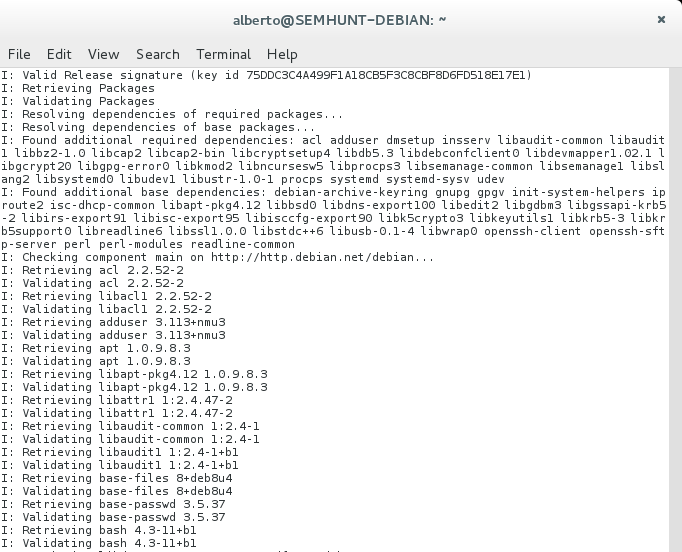 alberto@SEMHUNT-DEBIAN: ~
×
File Edit View Search Terminal Help
I: Valid Release signature (key id 75DDC3C4A499F1A18CB5F3C8CBF8D6FD518E17E1)
I: Retrieving Packages
I: Validating Packages
I: Resolving dependencies of required packages...
I: Resolving dependencies of base packages...
I: Found additional required dependencies: acl adduser dmsetup insserv libaudit-common libaudit
1 libbz2-1.0 libcap2 libcap2-bin libcryptsetup4 libdb5.3 libdebconfclient0 libdevmapper1.02.1 l
ibgcrypt20 libgpg-error0 libkmod2 libncursesw5 libprocps3 libsemanage-common libsemanage1 libsl
ang2 libsystemd0 libudev1 libustr-1.0-1 procps systemd systemd-sysv udev
I: Found additional base dependencies: debian-archive-keyring gnupg gpgv init-system-helpers ip
route2 isc-dhcp-common libapt-pkg4.12 libbsd0 libdns-export100 libedit2 libgdbm3 libgssapi-krb5
-2 libirs-export91 libisc-export95 libisccfg-export90 libk5crypto3 libkeyutils1 libkrb5-3 libkr
b5support0 libreadline6 libssl1.0.0 libstdc++6 libusb-0.1-4 libwrap0 openssh-client openssh-sft
p-server perl perl-modules readline-common
I: Checking component main on http://http.debian.net/debian...
I: Retrieving acl 2.2.52-2
I: Validating acl 2.2.52-2
I: Retrieving libacl1 2.2.52-2
I: Validating libacl1 2.2.52-2
I: Retrieving adduser 3.113+nmu3
I: Validating adduser 3.113+nmu3
I: Retrieving apt 1.0.9.8.3
I: Validating apt 1.0.9.8.3
I: Retrieving libapt-pkg4.12 1.0.9.8.3
I: Validating libapt-pkg4.12 1.0.9.8.3
I: Retrieving libattr1 1:2.4.47-2
I: Validating libattr1 1:2.4.47-2
I: Retrieving libaudit-common 1:2.4-1
I: Validating libaudit-common 1:2.4-1
I: Retrieving libaudit1 1:2.4-1+b1
I: Validating libaudit1 1:2.4-1+b1
I: Retrieving base-files 8+deb8u4
I: Validating base-files 8+deb8u4
I: Retrieving base-passwd 3.5.37
I: Validating base-passwd 3.5.37
I: Retrieving bash 4.3-11+b1
I: Validating bash 4.3-11+b1